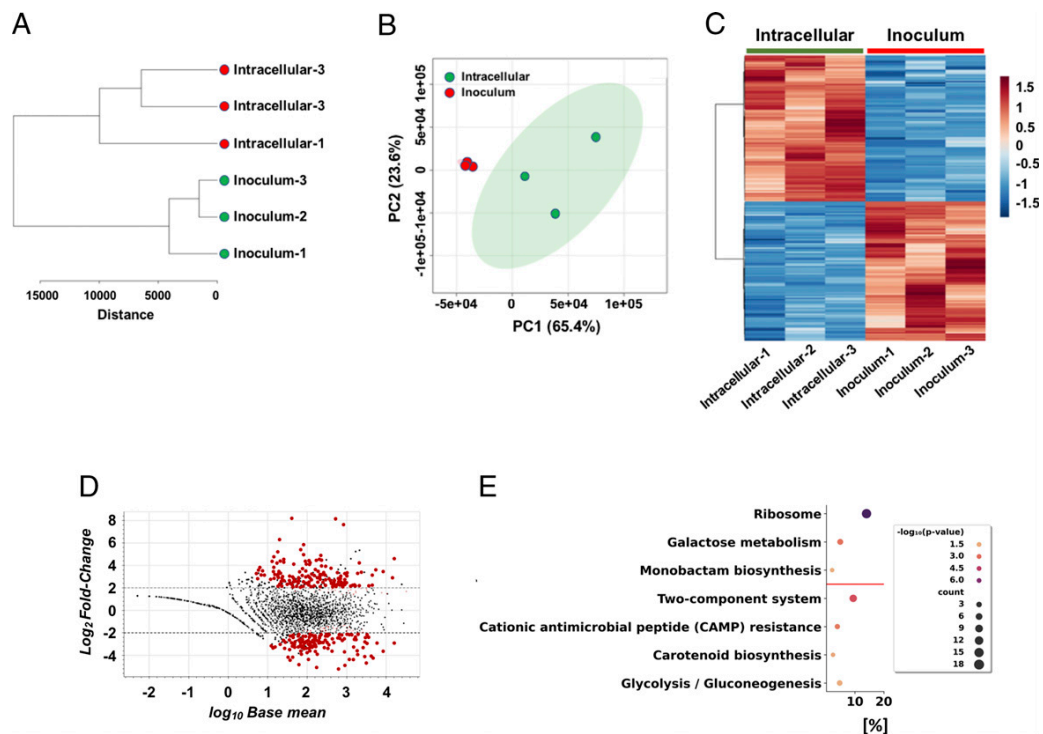 A
Intracellular-3
Intracellular-3
Intracellular-1
Inoculum-3
Inoculum-2
Inoculum-1
15000 10000 5000 0
Distance
B
Intracellular
Inoculum
PC2 (23.6%)
1e+05
5e+04
0
-1e+05-1e+04
-5e+04 0 5e+04 1e+05
PC1 (65.4%)
C
Intracellular Inoculum
1.5
1
0.5
0
-0.5
-1
-1.5
Intracellular-1
Intracellular-2
Intracellular-3
Inoculum-1
Inoculum-2
Inoculum-3
D
Log2 Fold-Change
8
6
4
2
0
-2
-4
-2 -1 0 1 2 3 4
log10 Base mean
E
Ribosome
Galactose metabolism
Monobactam biosynthesis
Two-component system
Cationic antimicrobial peptide (CAMP) resistance
Carotenoid biosynthesis
Glycolysis / Gluconeogenesis
10 20
[%]
-log10(p-value)
1.5
3.0
4.5
6.0
count
3
6
9
12
15
18